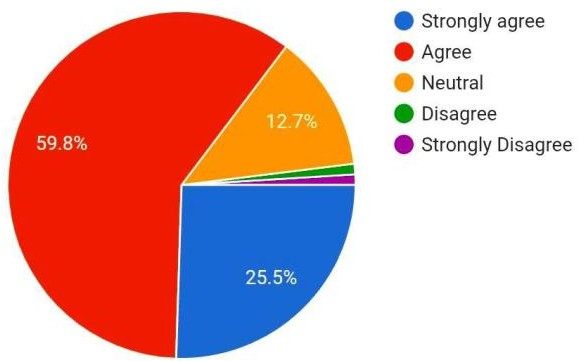 Strongly agree
Agree
Neutral
Disagree
Strongly Disagree
59.8%
12.7%
25.5%